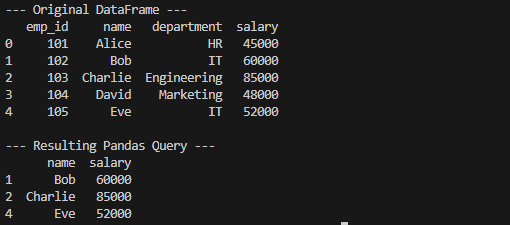 --- Original DataFrame ---
   emp_id     name   department  salary
0     101    Alice           HR   45000
1     102      Bob           IT   60000
2     103  Charlie  Engineering   85000
3     104    David    Marketing   48000
4     105      Eve           IT   52000

--- Resulting Pandas Query ---
      name  salary
1      Bob   60000
2  Charlie   85000
4      Eve   52000